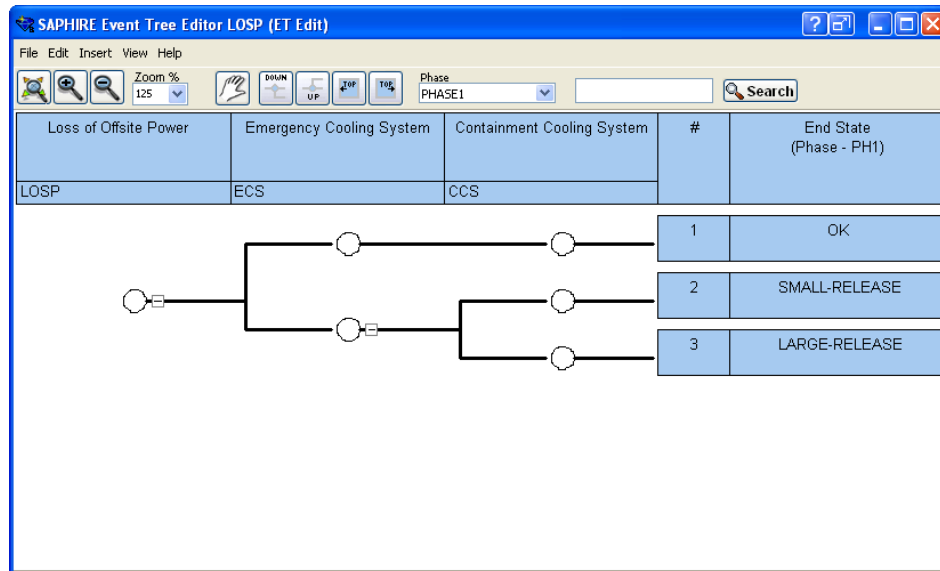 SAPHIRE Event Tree Editor LOSP (ET Edit)
File Edit Insert View Help
Zoom %
125
DOWN
UP
TOP
TOP
Phase
PHASE1
Search
Loss of Offsite Power
Emergency Cooling System
Containment Cooling System
#
End State
(Phase - PH1)
LOSP
ECS
CCS
1
OK
2
SMALL-RELEASE
3
LARGE-RELEASE